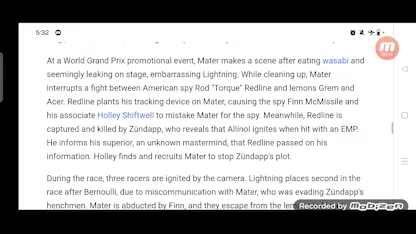 5:32
At a World Grand Prix promotional event, Mater makes a scene after eating wasabi and
seemingly leaking on stage, embarrassing Lightning. While cleaning up, Mater
interrupts a fight between American spy Rod "Torque" Redline and lemons Grem and
Acer. Redline plants his tracking device on Mater, causing the spy Finn McMissile and
his associate Holley Shiftwell to mistake Mater for the spy. Meanwhile, Redline is
captured and killed by Zündapp, who reveals that Allinol ignites when hit with an EMP.
He informs his superior, an unknown mastermind, that Redline passed on his
information. Holley finds and recruits Mater to stop Zündapp's plot.
During the race, three racers are ignited by the camera. Lightning places second in the
race after Bernoulli, due to miscommunication with Mater, who was evading Zündapp's
henchmen. Mater is abducted by Finn, and they escape from the lem
Recorded by Mobizen